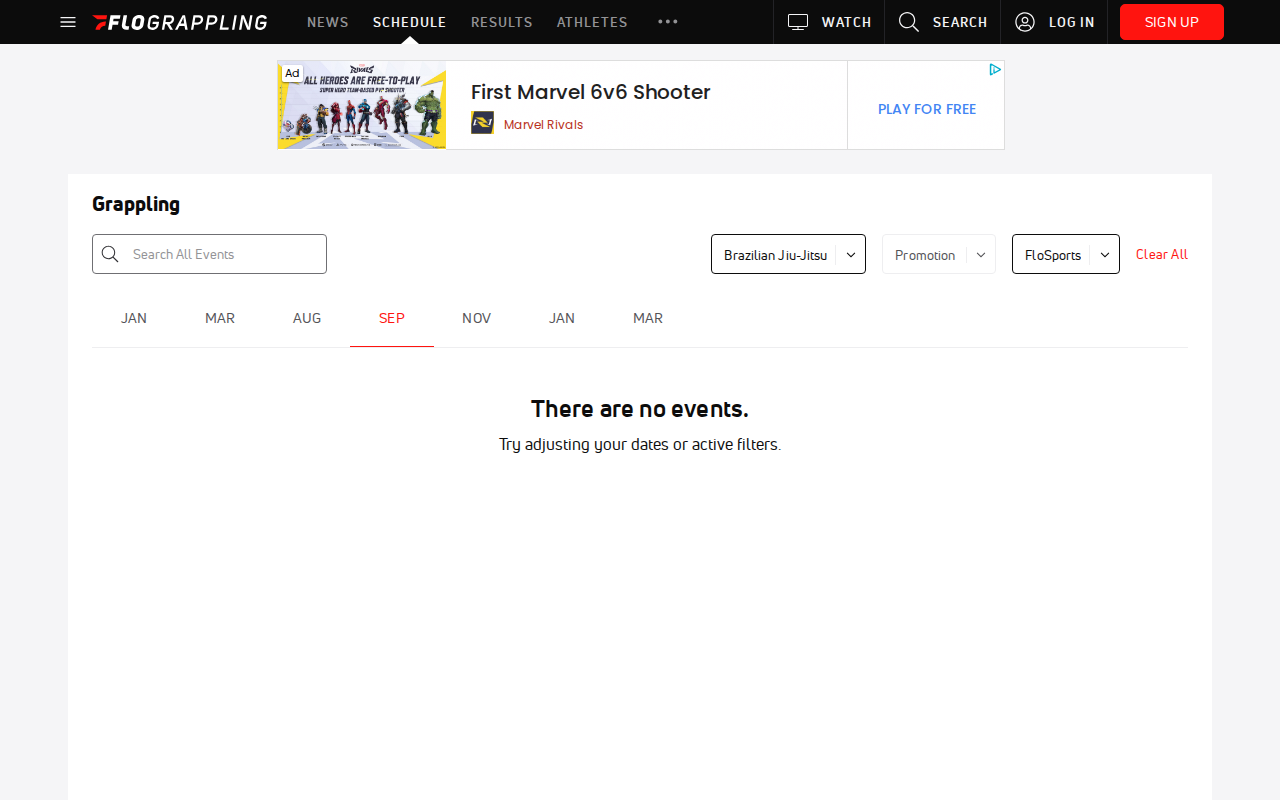 FLOGRAPPLING NEWS SCHEDULE RESULTS ATHLETES WATCH SEARCH LOG IN SIGN UP
Ad
RIVALS
ALL HEROES ARE FREE-TO-PLAY
SUPER HERO TEAM-BASED PVP SHOOTER
First Marvel 6v6 Shooter
Marvel Rivals
PLAY FOR FREE
Grappling
Search All Events
Brazilian Jiu-Jitsu
Promotion
FloSports
Clear All
JAN MAR AUG SEP NOV JAN MAR
There are no events.
Try adjusting your dates or active filters.